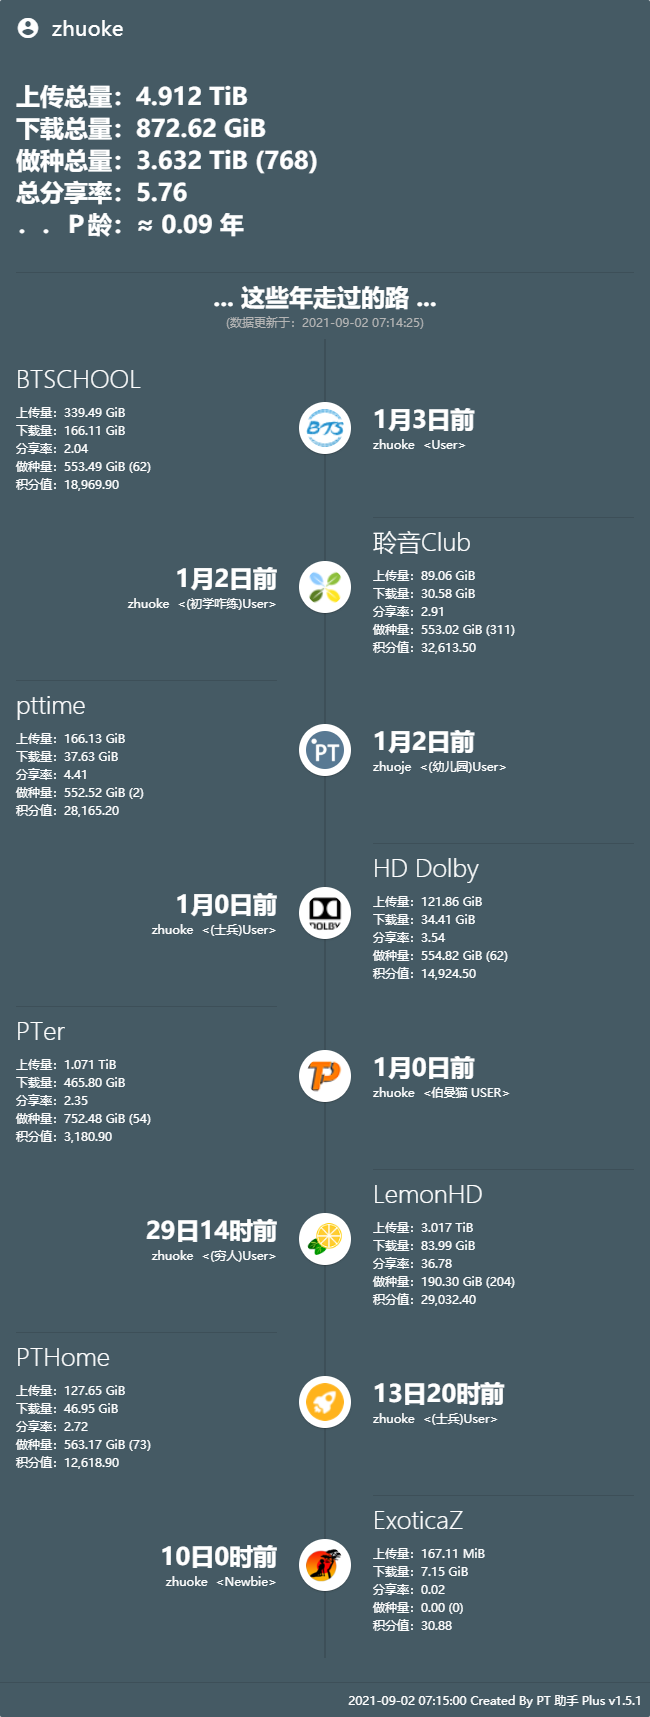 zhuoke
上传总量：4.912 TiB
下载总量：872.62 GiB
做种总量：3.632 TiB (768)
总分享率：5.76
．．P龄：≈ 0.09 年
... 这些年走过的路 ...
(数据更新于：2021-09-02 07:14:25)
BTSCHOOL
上传量：339.49 GiB
下载量：166.11 GiB
分享率：2.04
做种量：553.49 GiB (62)
积分值：18,969.90
BTS
1月3日前
zhuoke <User>
聆音Club
上传量：89.06 GiB
下载量：30.58 GiB
分享率：2.91
做种量：553.02 GiB (311)
积分值：32,613.50
1月2日前
zhuoke <(初学咋练)User>
pttime
上传量：166.13 GiB
下载量：37.63 GiB
分享率：4.41
做种量：552.52 GiB (2)
积分值：28,165.20
PT
1月2日前
zhuoje <(幼儿园)User>
HD Dolby
上传量：121.86 GiB
下载量：34.41 GiB
分享率：3.54
做种量：554.82 GiB (62)
积分值：14,924.50
DOLBY
1月0日前
zhuoke <(士兵)User>
PTer
上传量：1.071 TiB
下载量：465.80 GiB
分享率：2.35
做种量：752.48 GiB (54)
积分值：3,180.90
1月0日前
zhuoke <伯曼猫 USER>
LemonHD
上传量：3.017 TiB
下载量：83.99 GiB
分享率：36.78
做种量：190.30 GiB (204)
积分值：29,032.40
29日14时前
zhuoke <(穷人)User>
PTHome
上传量：127.65 GiB
下载量：46.95 GiB
分享率：2.72
做种量：563.17 GiB (73)
积分值：12,618.90
13日20时前
zhuoke <(士兵)User>
ExoticaZ
上传量：167.11 MiB
下载量：7.15 GiB
分享率：0.02
做种量：0.00 (0)
积分值：30.88
10日0时前
zhuoke <Newbie>
2021-09-02 07:15:00 Created By PT 助手 Plus v1.5.1